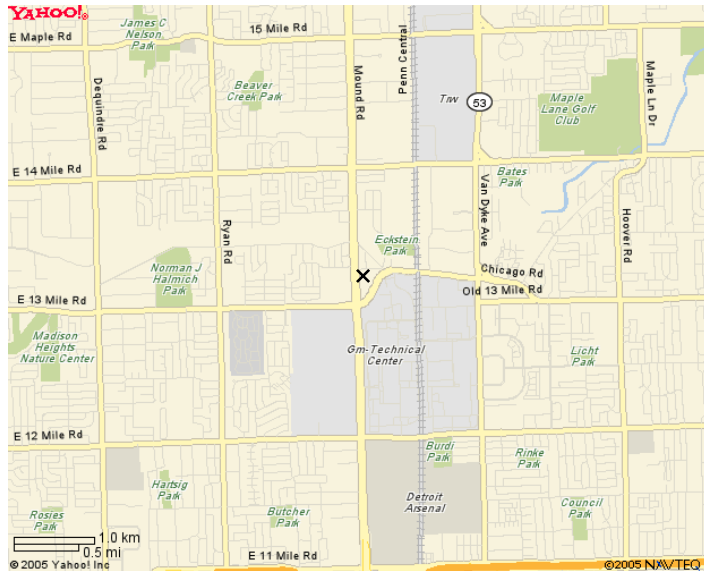 YAHOO!®
James C
Nelson
Park
15 Mile Rd
E Maple Rd
Dequindre Rd
Beaver
Creek Park
Mound Rd
Penn Central
Trw
53
Maple
Lane Golf
Club
Maple Ln Dr
E 14 Mile Rd
Bates
Park
Van Dyke Ave
Ryan Rd
Hoover Rd
Eckstein
Park
Norman J
Halmich
Park
Chicago Rd
Old 13 Mile Rd
E 13 Mile Rd
Madison
Heights
Nature Center
Gm-Technical
Center
Licht
Park
E 12 Mile Rd
Burdi
Park
Rinke
Park
Hartsig
Park
Detroit
Arsenal
Rosies
Park
Butcher
Park
Council
Park
1.0 km
0.5 mi
E 11 Mile Rd
©2005 Yahoo! Inc
©2005 NAVTEQ